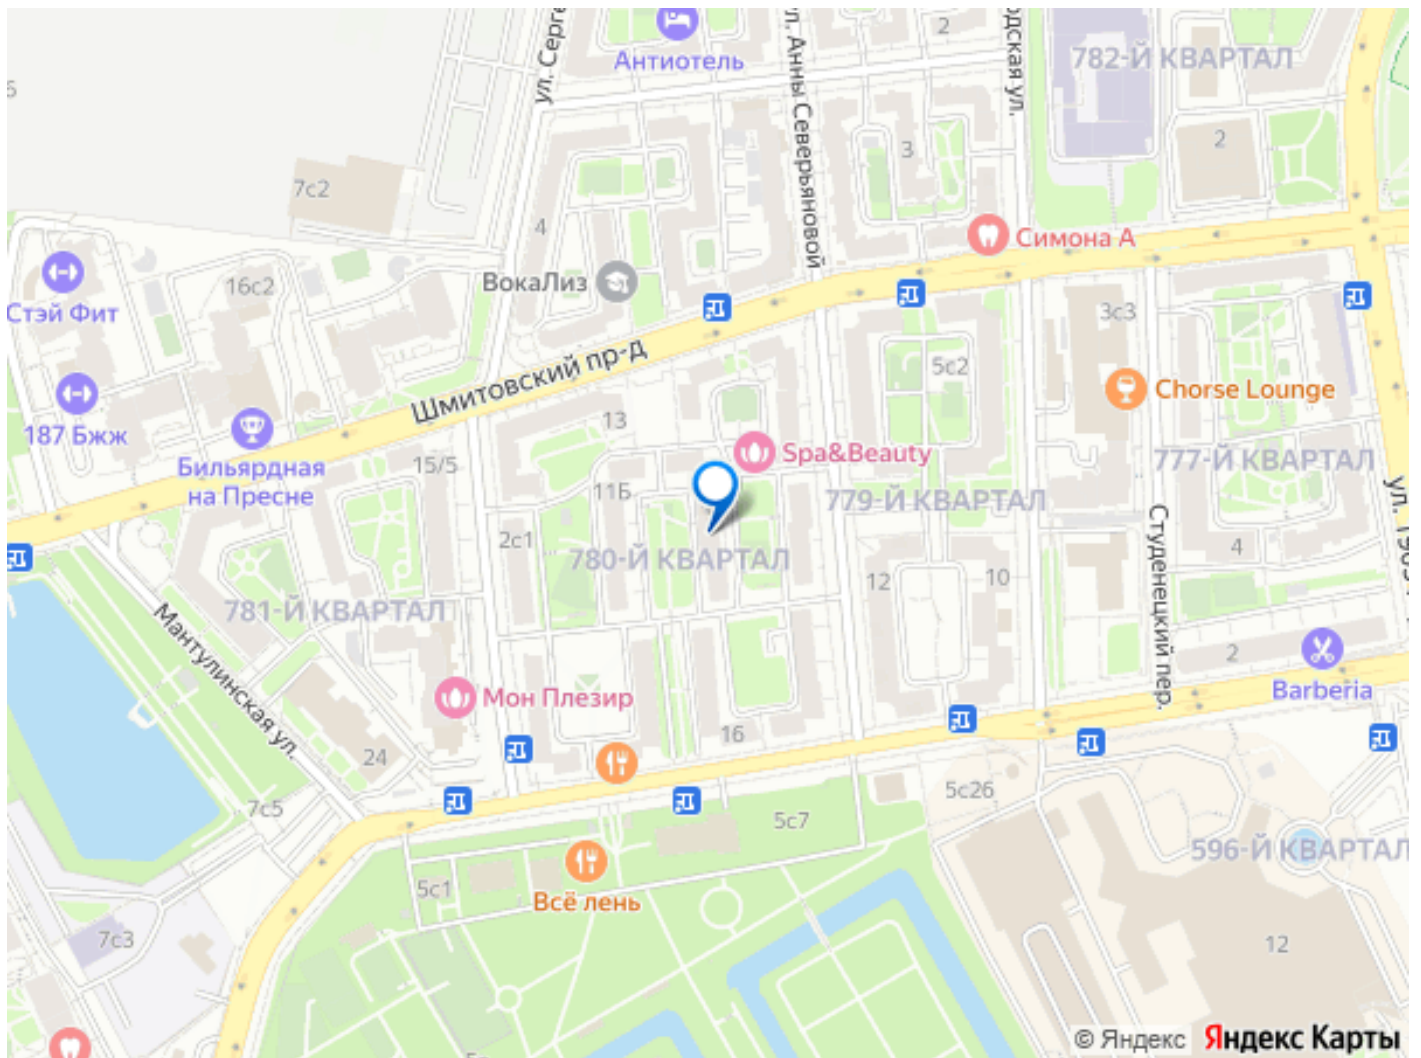 ул. Серге
Антиотель
ул. Анны Северьяновой
2
одская ул.
782-Й КВАРТАЛ
2
7с2
3
4
Симона А
Стэй Фит
16с2
ВокаЛиз
3с3
5с2
Шмитовский пр-д
Chorse Lounge
187 Бжж
Бильярдная
на Пресне
13
15/5
Spa&Beauty
777-Й КВАРТАЛ
11Б
779-Й КВАРТАЛ
2с1
780-Й КВАРТАЛ
Студенецкий пер.
4
12
10
781-Й КВАРТАЛ
Мантулинская ул.
2
Barberia
Мон Плезир
16
24
7с5
5с26
5с7
596-Й КВАРТАЛ
5с1
Всё лень
7с3
12
© Яндекс Яндекс Карты